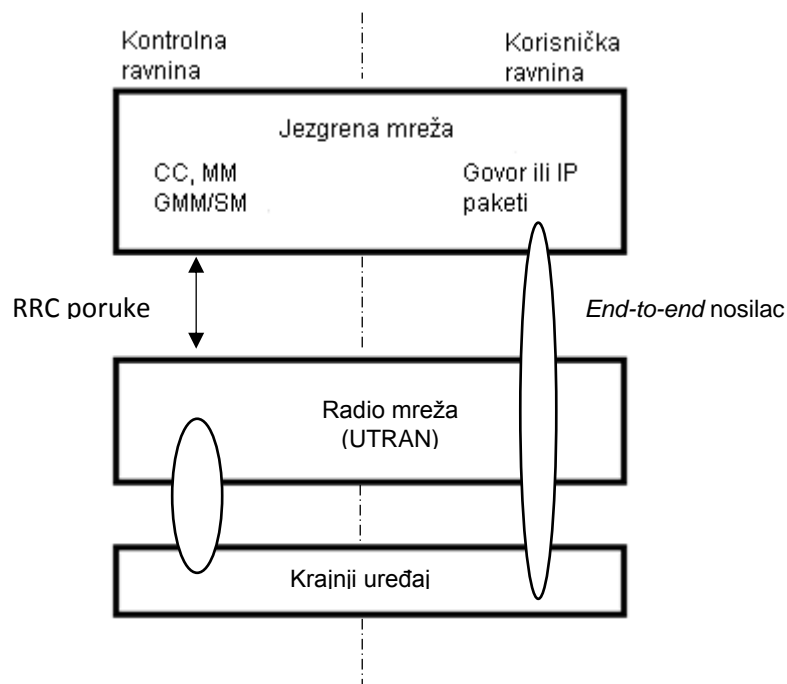 Kontrolna
ravnina
Korisnička
ravnina
Jezgrena mreža
CC, MM
GMM/SM
Govor ili IP
paketi
RRC poruke
End-to-end nosilac
Radio mreža
(UTRAN)
Krajnji uređaj